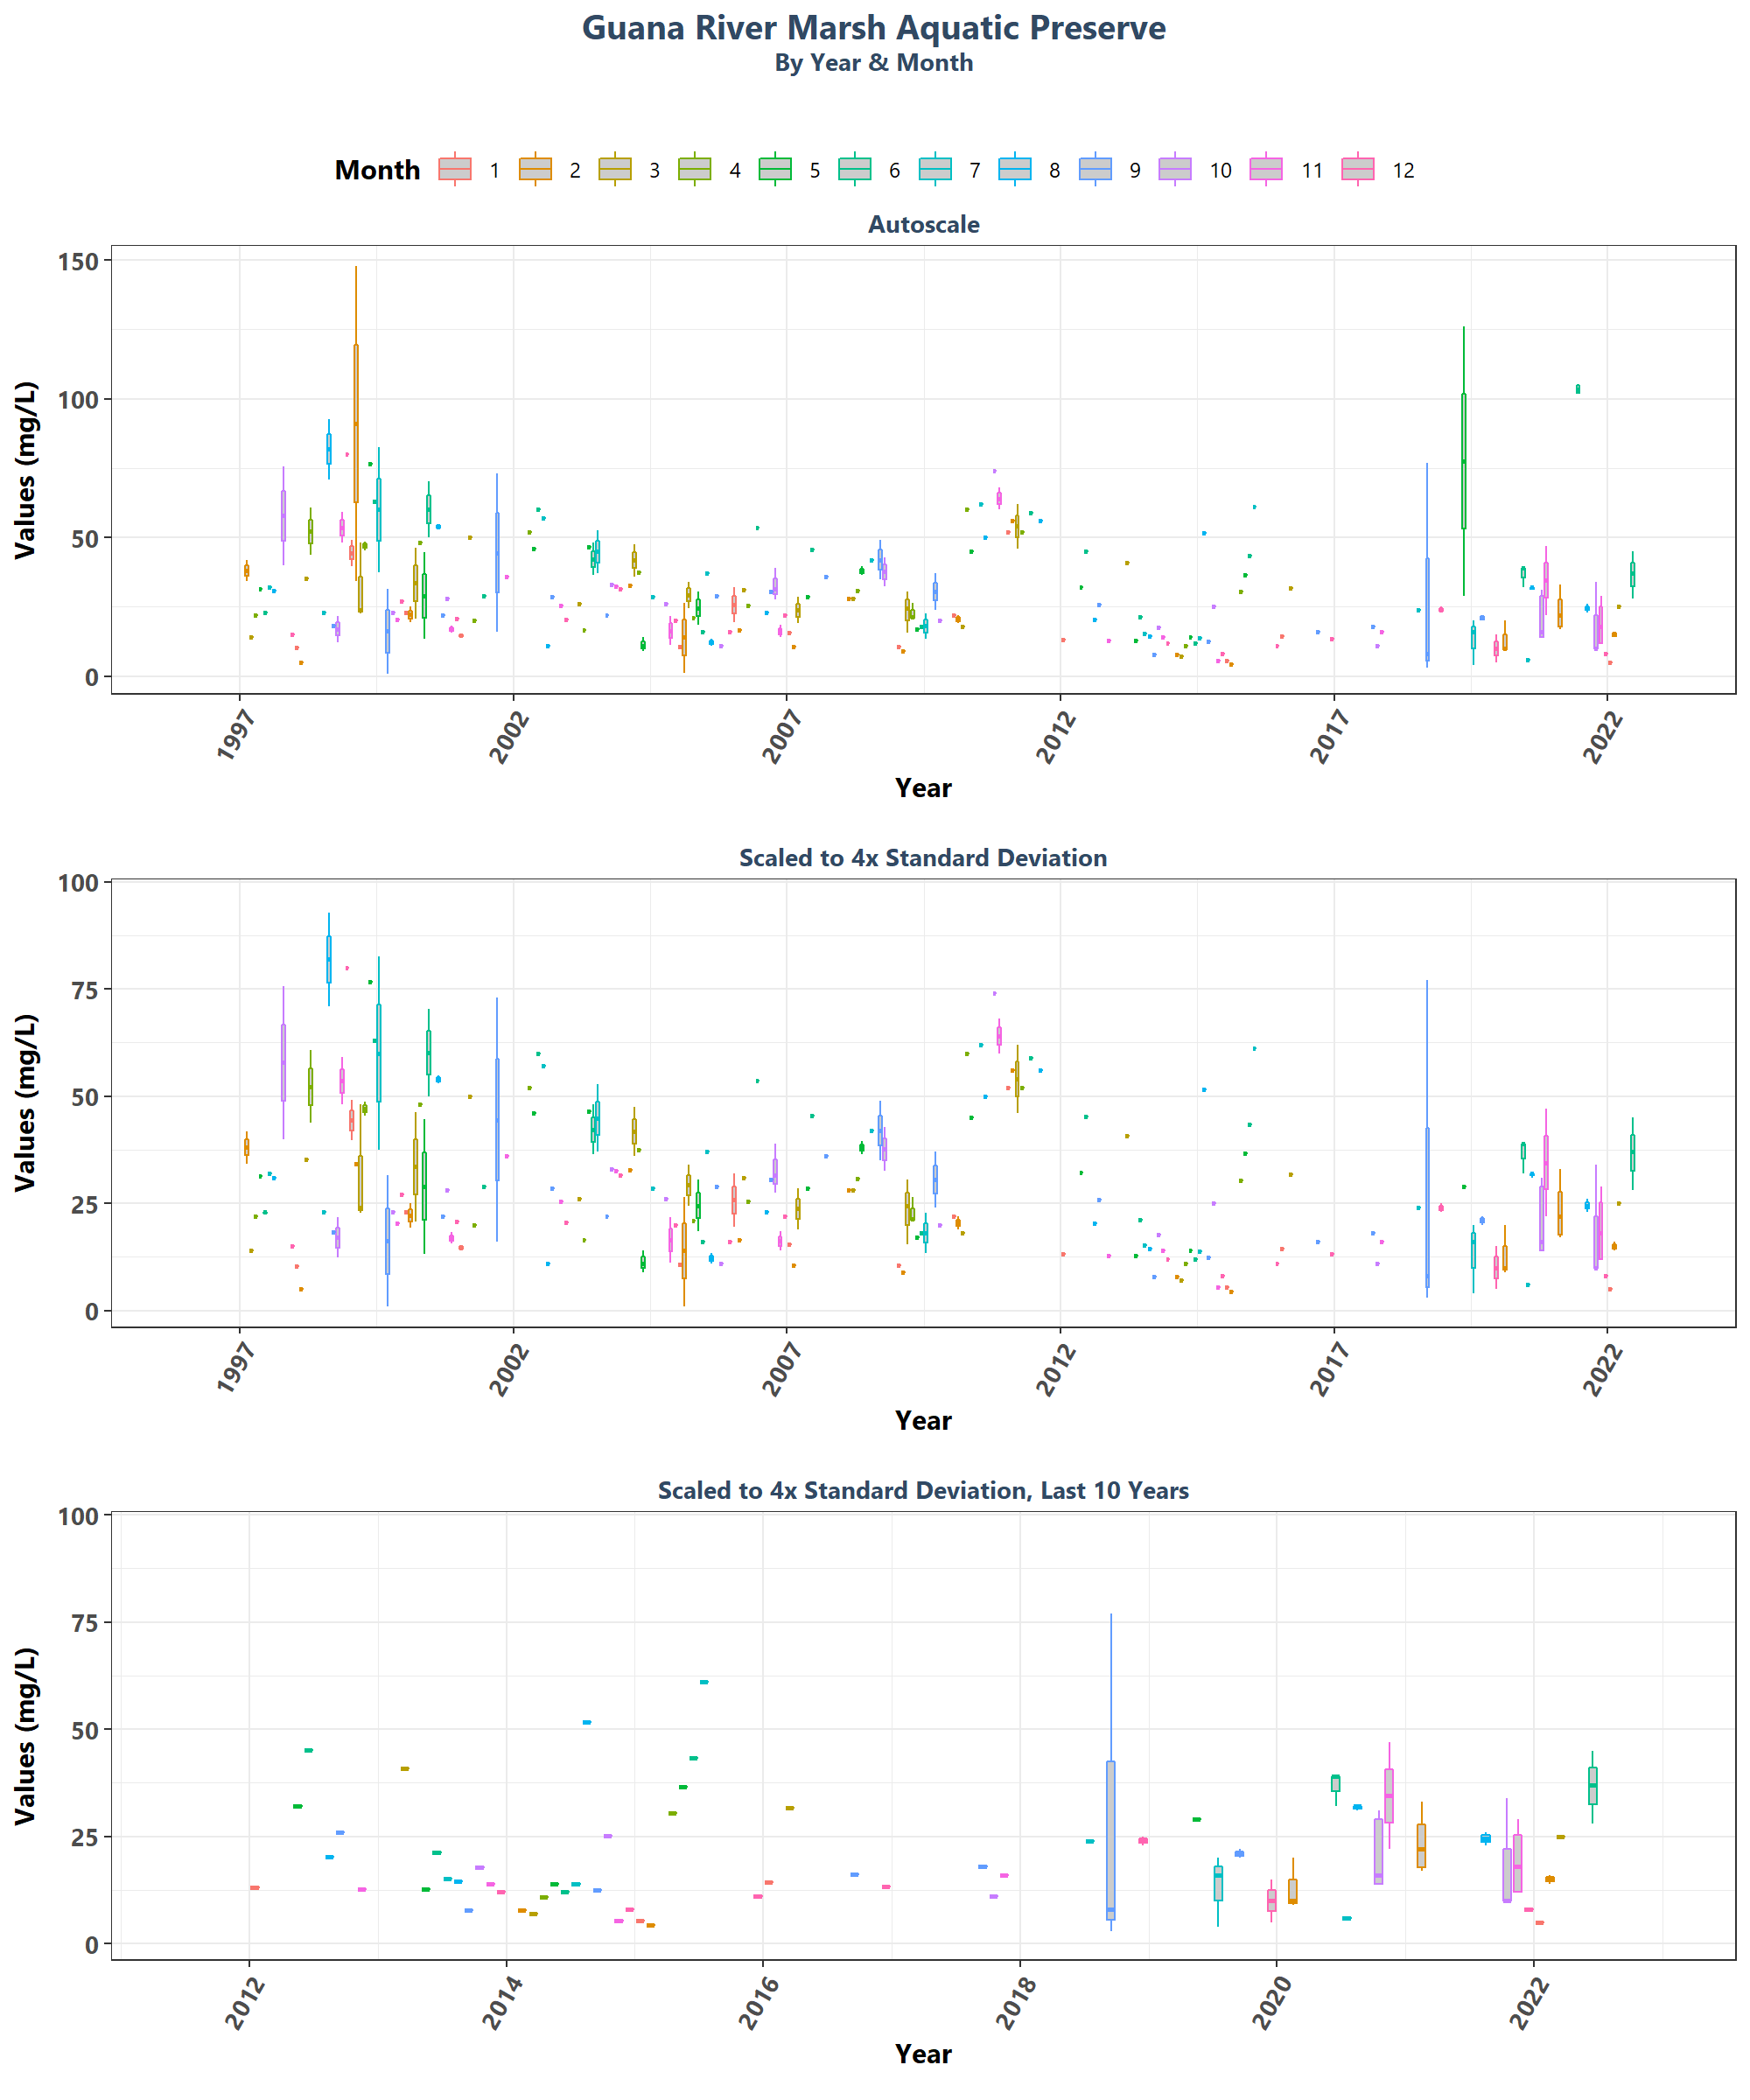 Guana River Marsh Aquatic Preserve
By Year & Month
Month 1 2 3 4 5 6 7 8 9 10 11 12
Autoscale
Values (mg/L)
150
100
50
0
1997 2002 2007 2012 2017 2022
Year
Scaled to 4x Standard Deviation
Values (mg/L)
100
75
50
25
0
1997 2002 2007 2012 2017 2022
Year
Scaled to 4x Standard Deviation, Last 10 Years
Values (mg/L)
100
75
50
25
0
2012 2014 2016 2018 2020 2022
Year